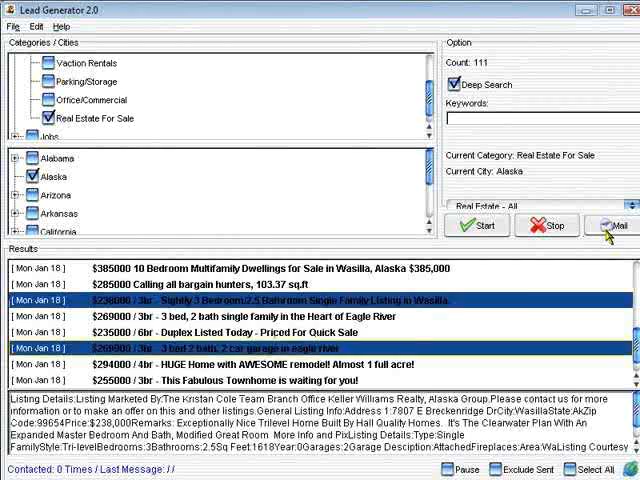 Lead Generator 2.0
File Edit Help
Categories / Cities
Vaction Rentals
Parking/Storage
Office/Commercial
Real Estate For Sale
Jobs
Alabama
Alaska
Arizona
Arkansas
California
Option
Count: 111
Deep Search
Keywords:
Current Category: Real Estate For Sale
Current City: Alaska
Real Estate - All
Start Stop Mail
Results
[ Mon Jan 18 ] $385000 10 Bedroom Multifamily Dwellings for Sale in Wasilla, Alaska $385,000
[ Mon Jan 18 ] $285000 Calling all bargain hunters, 103.37 sq.ft
[ Mon Jan 18 ] $238000 / 3br - Sightly 3 Bedroom/2.5 Bathroom Single Family Listing in Wasilla.
[ Mon Jan 18 ] $269000 / 3br - 3 bed, 2 bath single family in the Heart of Eagle River
[ Mon Jan 18 ] $235000 / 6br - Duplex Listed Today - Priced For Quick Sale
[ Mon Jan 18 ] $269000 / 3br - 3 bed 2 bath, 2 car garage in eagle river
[ Mon Jan 18 ] $294000 / 4br - HUGE Home with AWESOME remodel! Almost 1 full acre!
[ Mon Jan 18 ] $255000 / 3br - This Fabulous Townhome is waiting for you!
Listing Details:Listing Marketed By:The Kristan Cole Team Branch Office Keller Williams Realty, Alaska Group.Please contact us for more
information or to make an offer on this and other listings.General Listing Info:Address 1:7807 E Breckenridge DrCity:WasillaState:AkZip
Code:99654Price:$238,000Remarks: Exceptionally Nice Trilevel Home Built By Hall Quality Homes. It's The Clearwater Plan With An
Expanded Master Bedroom And Bath, Modified Great Room More Info and PixListing Details:Type:Single
FamilyStyle:Tri-levelBedrooms:3Bathrooms:2.5Sq Feet:1618Year:0Garages:2Garage Desciption:AttachedFireplaces:Area:WaListing Courtesy
Contacted: 0 Times / Last Message: / /
Pause Exclude Sent Select All